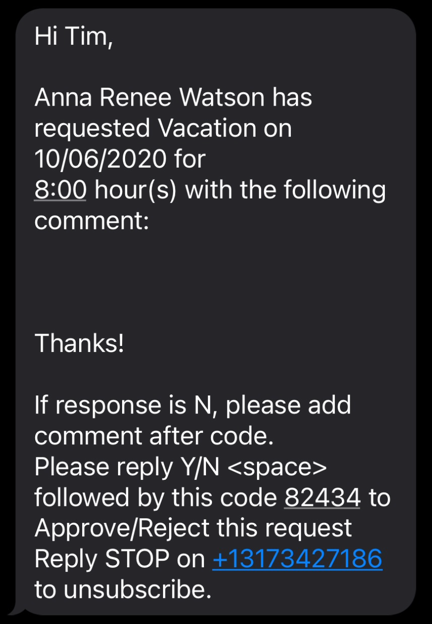 Hi Tim,
Anna Renee Watson has
requested Vacation on
10/06/2020 for
8:00 hour(s) with the following
comment:
Thanks!
If response is N, please add
comment after code.
Please reply Y/N <space>
followed by this code 82434 to
Approve/Reject this request
Reply STOP on +13173427186
to unsubscribe.